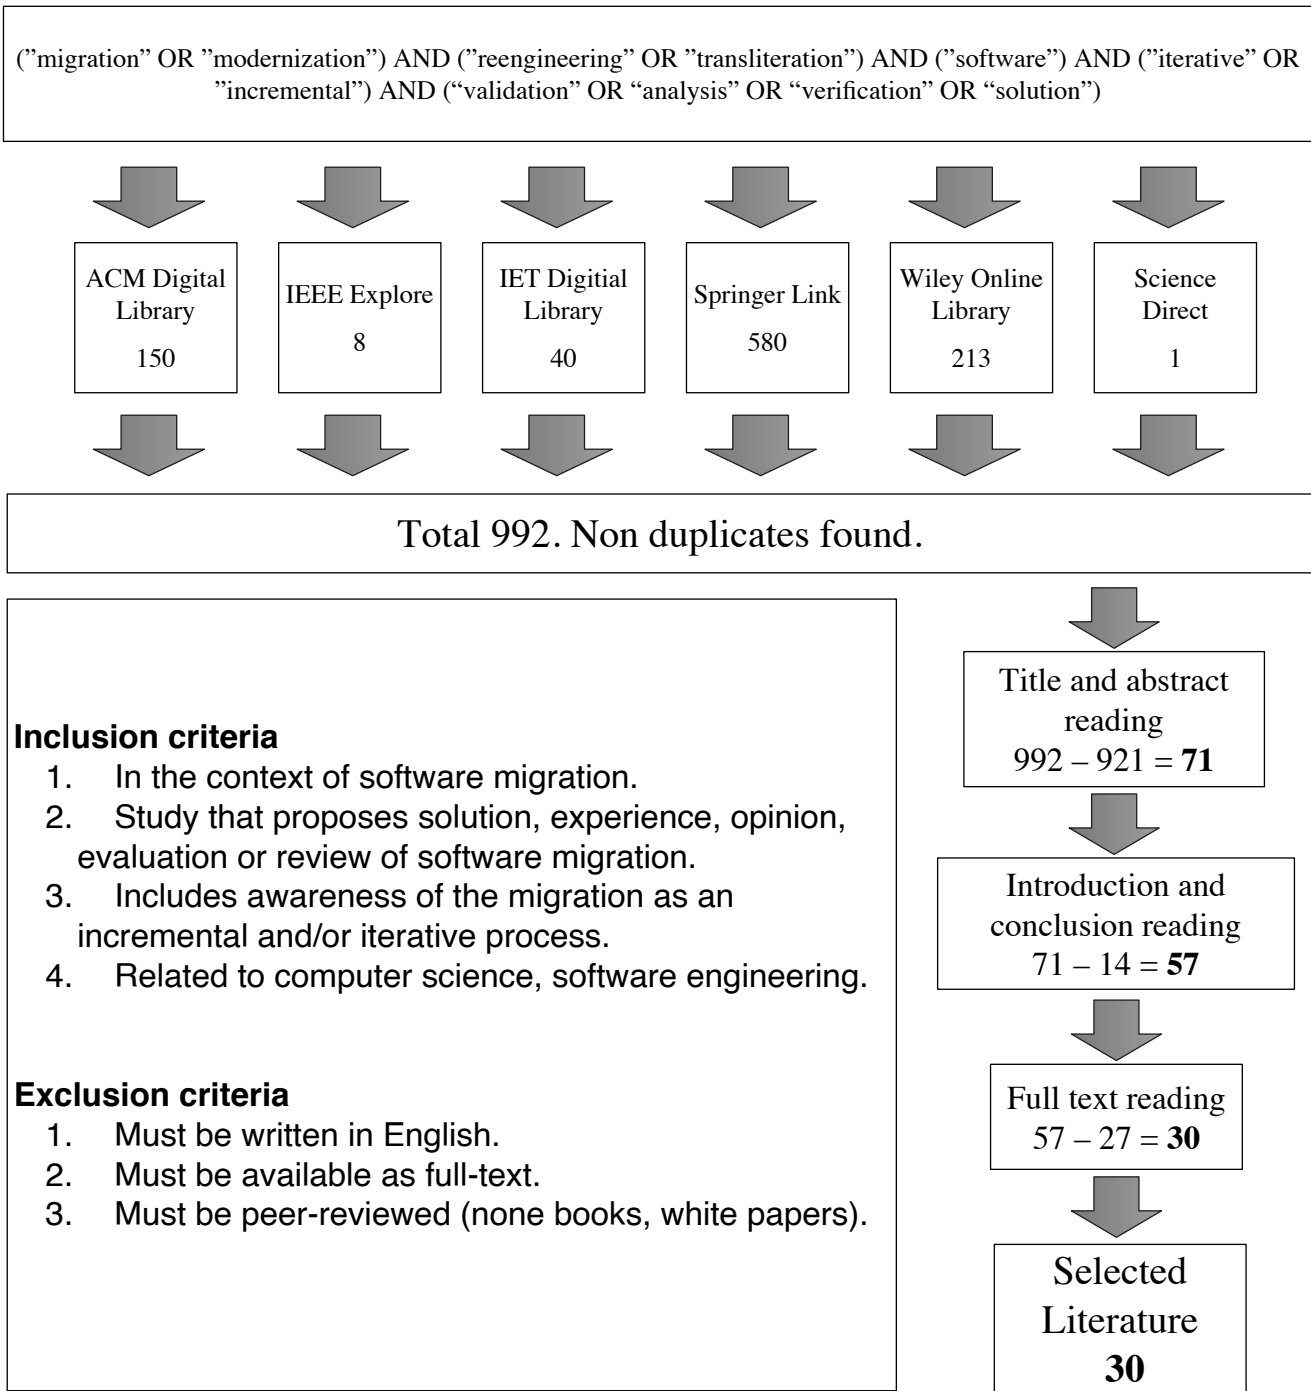 (”migration” OR ”modernization”) AND (”reengineering” OR ”transliteration”) AND (”software”) AND (”iterative” OR
”incremental”) AND (“validation” OR “analysis” OR “verification” OR “solution”)
ACM Digital
Library
150
IEEE Explore
8
IET Digitial
Library
40
Springer Link
580
Wiley Online
Library
213
Science
Direct
1
Total 992. Non duplicates found.
Inclusion criteria
1. In the context of software migration.
2. Study that proposes solution, experience, opinion,
evaluation or review of software migration.
3. Includes awareness of the migration as an
incremental and/or iterative process.
4. Related to computer science, software engineering.
Exclusion criteria
1. Must be written in English.
2. Must be available as full-text.
3. Must be peer-reviewed (none books, white papers).
Title and abstract
reading
992 – 921 = 71
Introduction and
conclusion reading
71 – 14 = 57
Full text reading
57 – 27 = 30
Selected
Literature
30